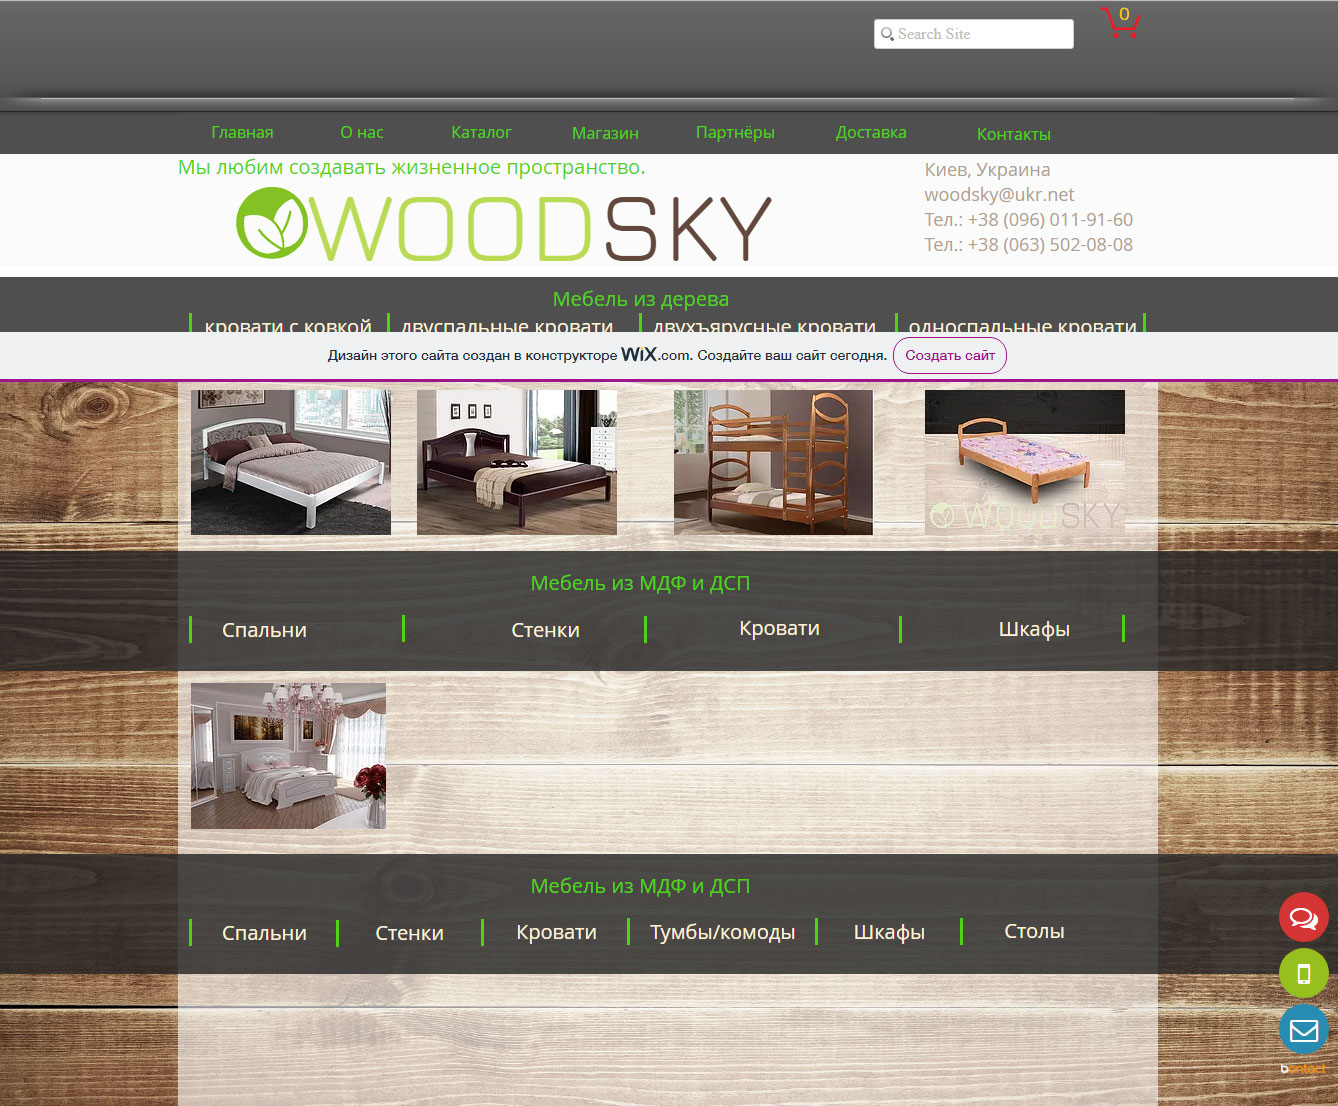 Search Site
0
Главная О нас Каталог Магазин Партнёры Доставка Контакты
Мы любим создавать жизненное пространство.
WOODSKY
Киев, Украина
woodsky@ukr.net
Тел.: +38 (096) 011-91-60
Тел.: +38 (063) 502-08-08
Мебель из дерева
кровати с ковкой двуспальные кровати двухъярусные кровати односпальные кровати
Дизайн этого сайта создан в конструкторе WiX.com. Создайте ваш сайт сегодня. Создать сайт
WOODSKY
Мебель из МДФ и ДСП
Спальни Стенки Кровати Шкафы
Мебель из МДФ и ДСП
Спальни Стенки Кровати Тумбы/комоды Шкафы Столы
bontact